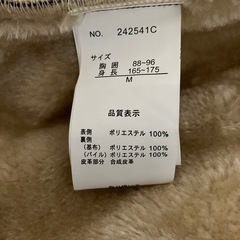 NO. 242541C
サイズ
胸囲 88-96
身長 165-175
M
品質表示
表側 ポリエステル 100%
裏側
(基布) ポリエステル 100%
(パイル) ポリエステル 100%
皮革部分 合成皮革